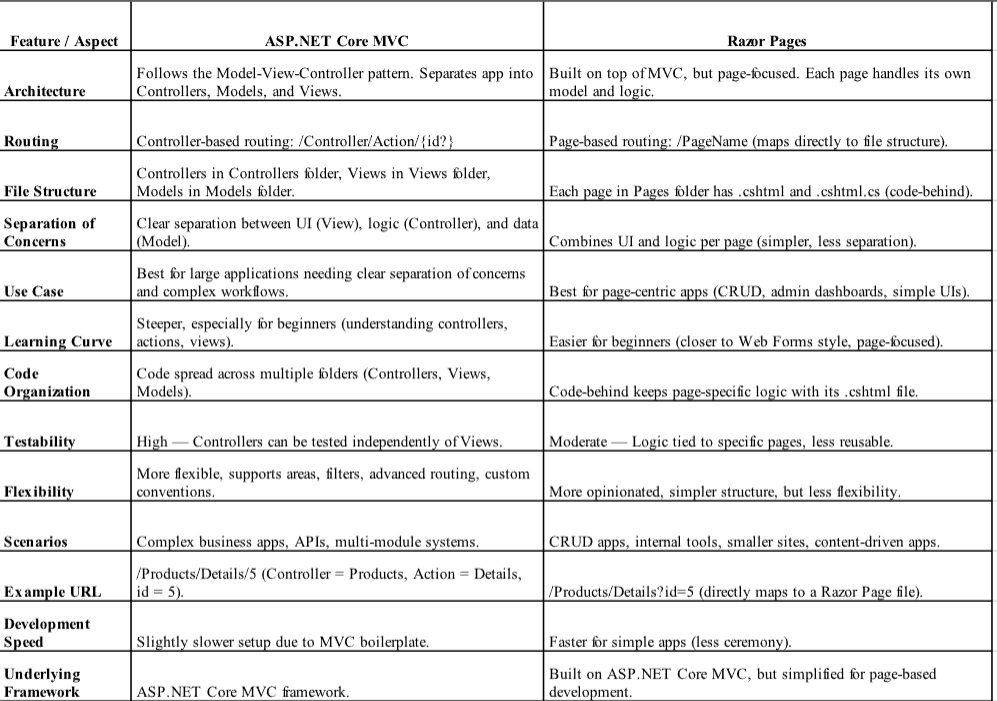 Feature / Aspect ASP.NET Core MVC Razor Pages
Architecture Follows the Model-View-Controller pattern. Separates app into Controllers, Models, and Views. Built on top of MVC, but page-focused. Each page handles its own model and logic.
Routing Controller-based routing: /Controller/Action/{id?} Page-based routing: /PageName (maps directly to file structure).
File Structure Controllers in Controllers folder, Views in Views folder, Models in Models folder. Each page in Pages folder has .cshtml and .cshtml.cs (code-behind).
Separation of Concerns Clear separation between UI (View), logic (Controller), and data (Model). Combines UI and logic per page (simpler, less separation).
Use Case Best for large applications needing clear separation of concerns and complex workflows. Best for page-centric apps (CRUD, admin dashboards, simple UIs).
Learning Curve Steeper, especially for beginners (understanding controllers, actions, views). Easier for beginners (closer to Web Forms style, page-focused).
Code Organization Code spread across multiple folders (Controllers, Views, Models). Code-behind keeps page-specific logic with its .cshtml file.
Testability High — Controllers can be tested independently of Views. Moderate — Logic tied to specific pages, less reusable.
Flexibility More flexible, supports areas, filters, advanced routing, custom conventions. More opinionated, simpler structure, but less flexibility.
Scenarios Complex business apps, APIs, multi-module systems. CRUD apps, internal tools, smaller sites, content-driven apps.
Example URL /Products/Details/5 (Controller = Products, Action = Details, id = 5). /Products/Details?id=5 (directly maps to a Razor Page file).
Development Speed Slightly slower setup due to MVC boilerplate. Faster for simple apps (less ceremony).
Underlying Framework ASP.NET Core MVC framework. Built on ASP.NET Core MVC, but simplified for page-based development.